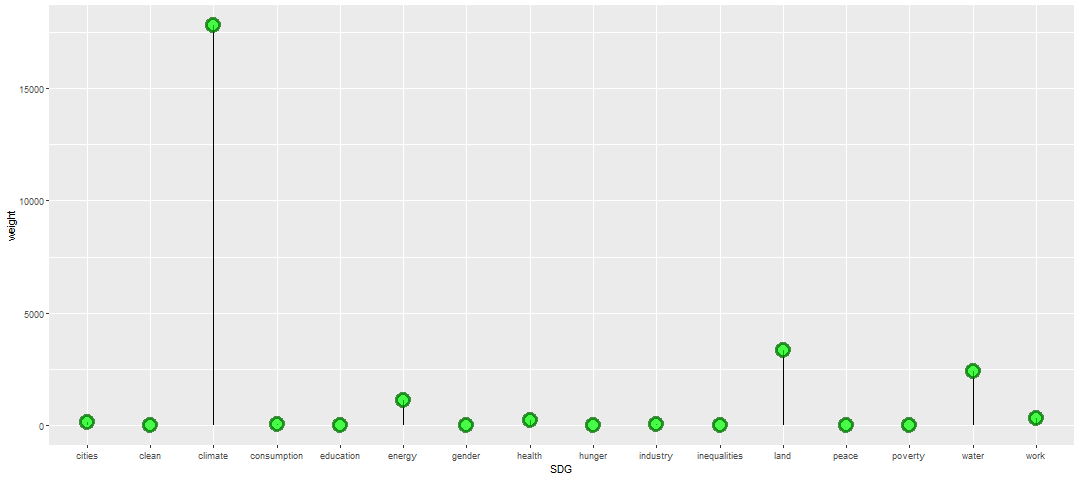 15000
10000
5000
0
weight
cities clean climate consumption education energy gender health hunger industry inequalities land peace poverty water work
SDG